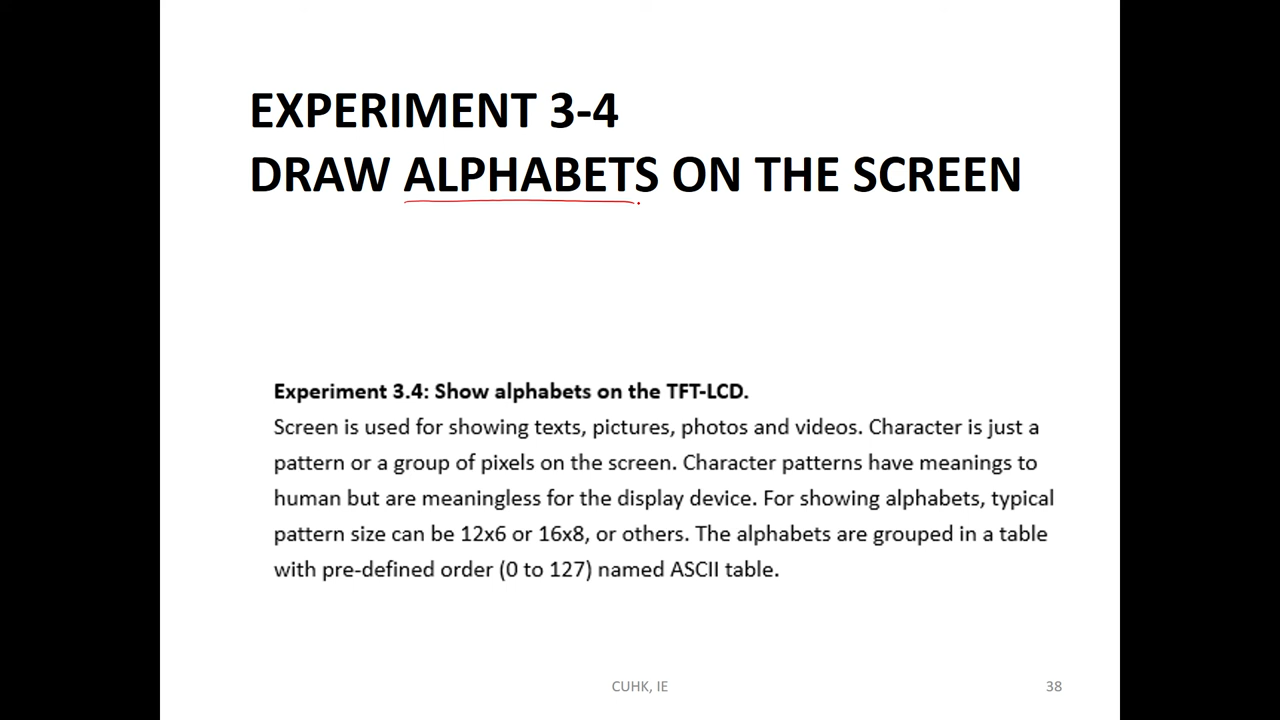 EXPERIMENT 3-4
DRAW ALPHABETS ON THE SCREEN
Experiment 3.4: Show alphabets on the TFT-LCD.
Screen is used for showing texts, pictures, photos and videos. Character is just a
pattern or a group of pixels on the screen. Character patterns have meanings to
human but are meaningless for the display device. For showing alphabets, typical
pattern size can be 12x6 or 16x8, or others. The alphabets are grouped in a table
with pre-defined order (0 to 127) named ASCII table.
CUHK, IE
38